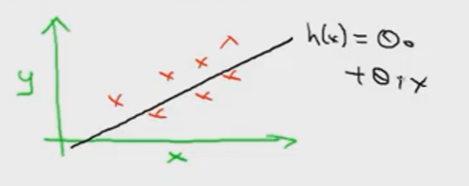 h(x) = θ₀
+ θ₁x
y
x